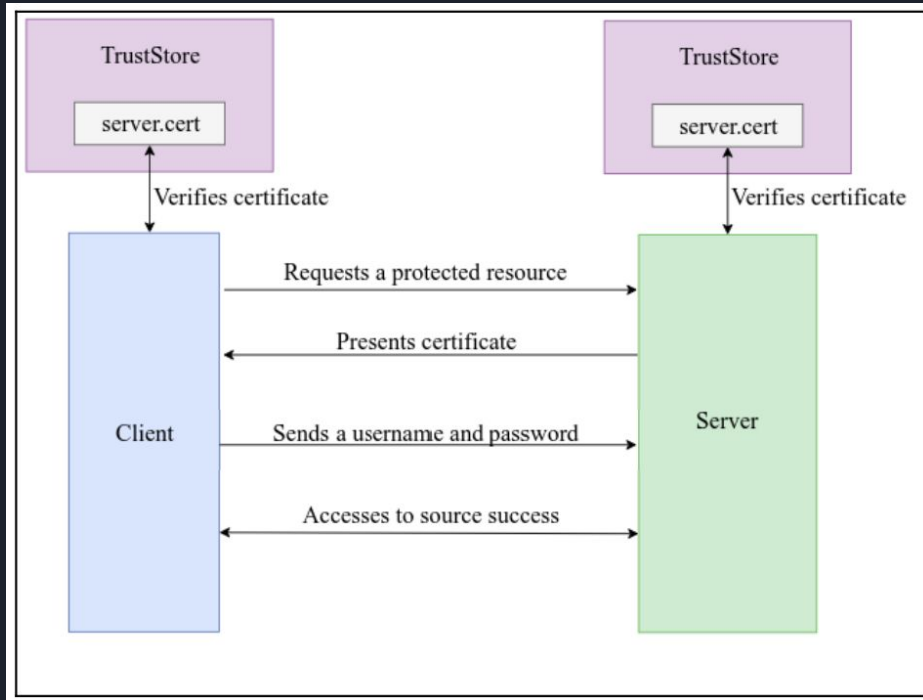 TrustStore
server.cert
Verifies certificate
TrustStore
server.cert
Verifies certificate
Requests a protected resource
Presents certificate
Client
Server
Sends a username and password
Accesses to source success